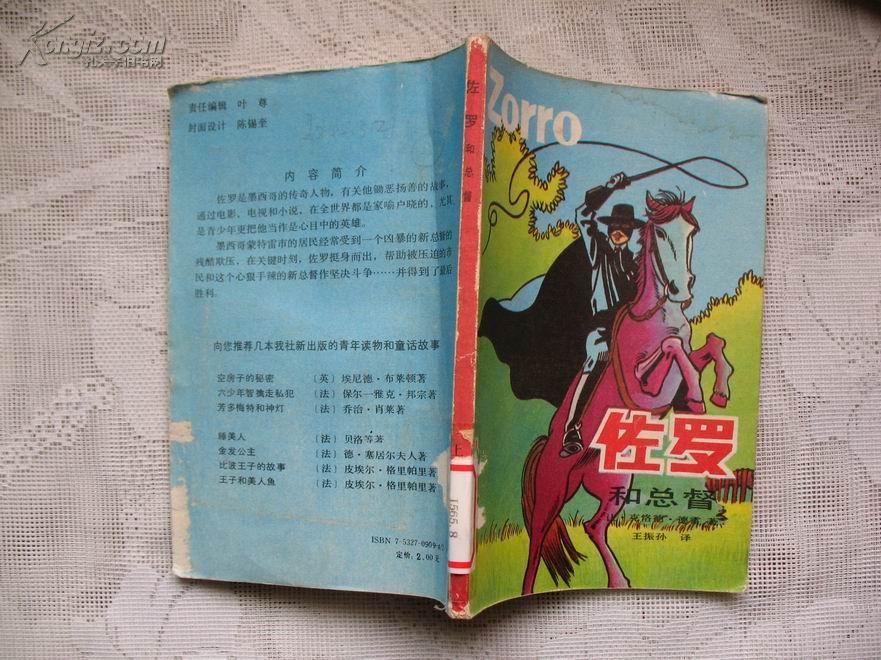 Kongfz.com
孔夫子旧书网
责任编辑 叶尊
封面设计 陈锡奎
内容简介
佐罗是墨西哥的传奇人物，有关他锄恶扬善的故事，
通过电影、电视和小说，在全世界都是家喻户晓的，尤其
是青少年更把他当作是心目中的英雄。
墨西哥蒙特雷市的居民经常受到一个凶暴的新总督的
残酷欺压，在关键时刻，佐罗挺身而出，帮助被压迫的市
民和这个心狠手辣的新总督作坚决斗争……并得到了最后
胜利。
向您推荐几本我社新出版的青年读物和童话故事
空房子的秘密 （英）埃尼德·布莱顿著
六少年智擒走私犯 （法）保尔—雅克·邦宗著
芳多梅特和神灯 （法）乔治·肖莱著
睡美人 （法）贝洛等著
金发公主 （法）德·塞居尔夫人著
比波王子的故事 （法）皮埃尔·格里帕里著
王子和美人鱼 （法）皮埃尔·格里帕里著
ISBN 7-5327-0909-
定价：2.00元
佐罗和总督
上
1565.8
Zorro
佐罗
和总督
王振孙 译